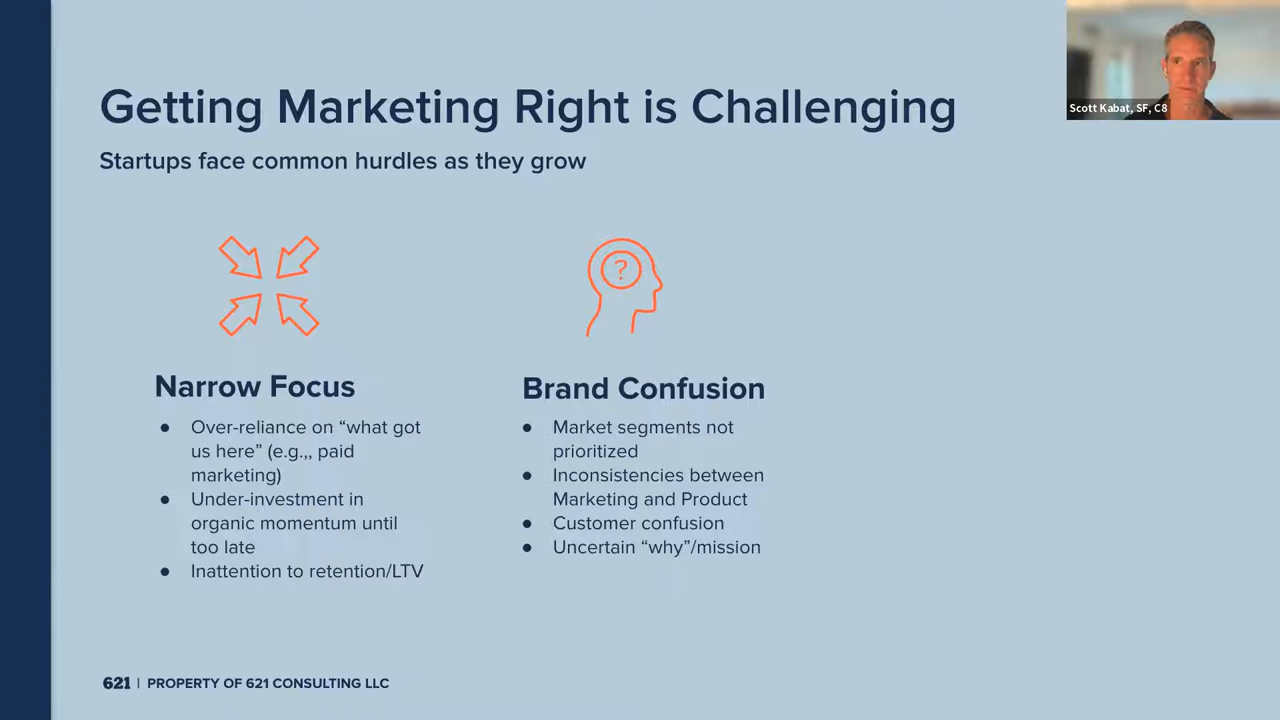 Getting Marketing Right is Challenging
Startups face common hurdles as they grow
Scott Kabat, SF, C8
?
Narrow Focus
● Over-reliance on “what got
us here” (e.g.,, paid
marketing)
● Under-investment in
organic momentum until
too late
● Inattention to retention/LTV
?
Brand Confusion
● Market segments not
prioritized
● Inconsistencies between
Marketing and Product
● Customer confusion
● Uncertain “why”/mission
621 | PROPERTY OF 621 CONSULTING LLC